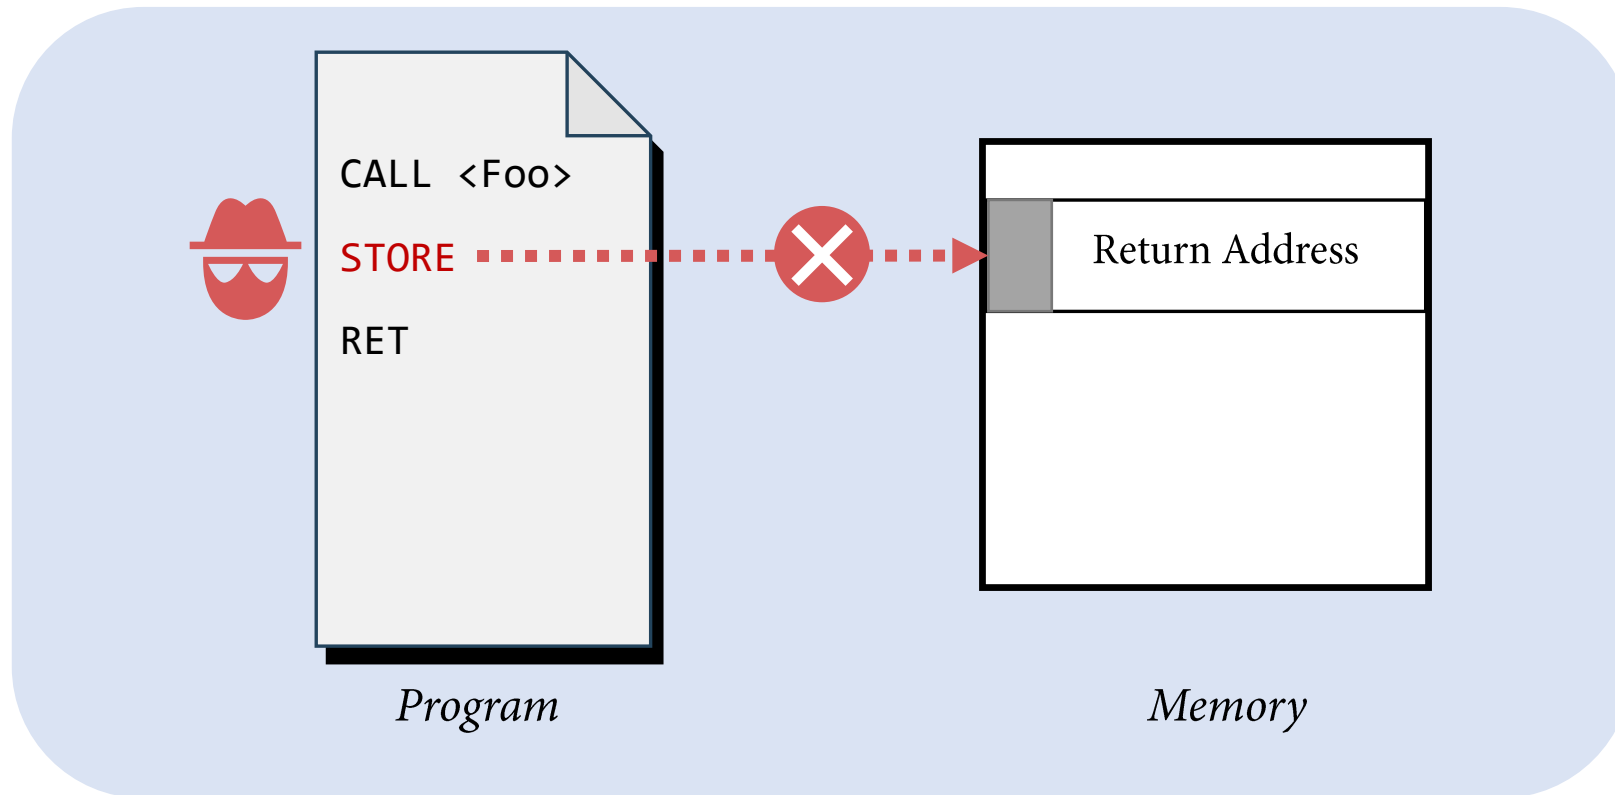 CALL <Foo>
STORE
RET
Return Address
Program
Memory